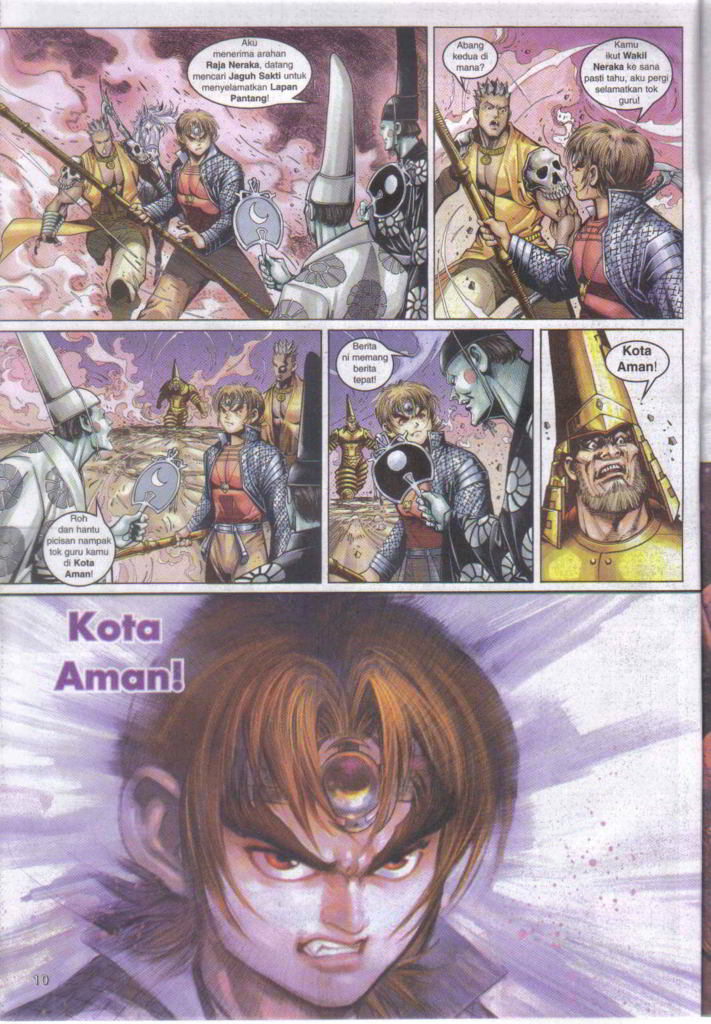 Aku
menerima arahan
Raja Neraka, datang
mencari Jaguh Sakti untuk
menyelamatkan Lapan
Pantang!
Abang
kedua di
mana?
Kamu
ikut Wakil
Neraka ke sana
pasti tahu, aku pergi
selamatkan tok
guru!
Roh
dan hantu
picisan nampak
tok guru kamu
di Kota
Aman!
Berita
ni memang
berita
tepat!
Kota
Aman!
Kota
Aman!
10